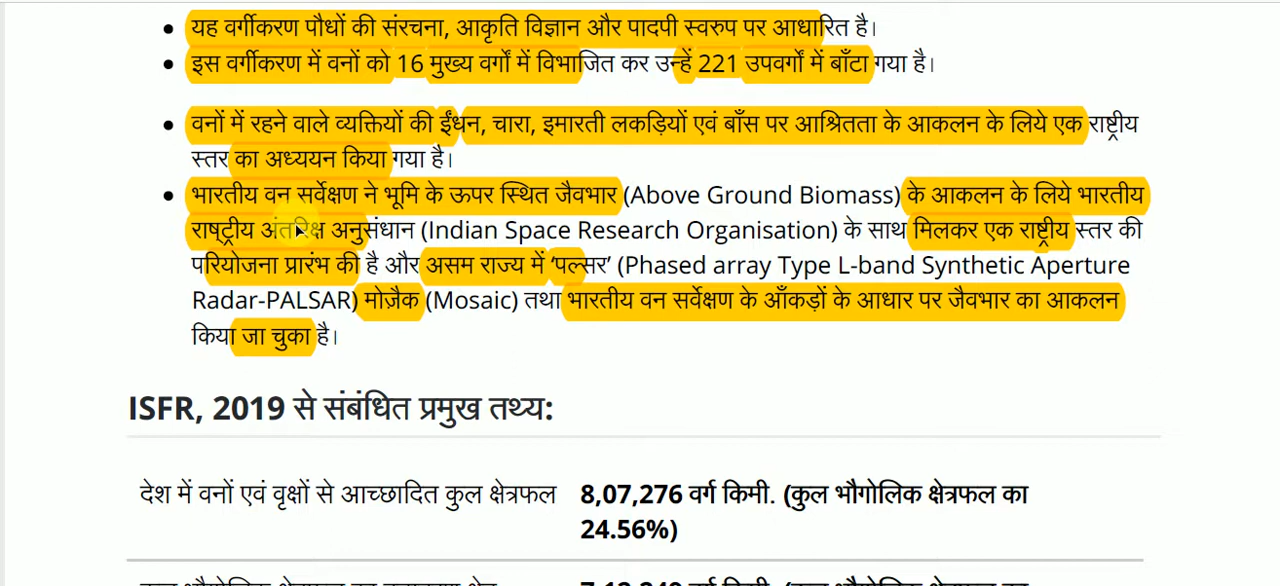 यह वर्गीकरण पौधों की संरचना, आकृति विज्ञान और पादपी स्वरुप पर आधारित है।
इस वर्गीकरण में वनों को 16 मुख्य वर्गों में विभाजित कर उन्हें 221 उपवर्गों में बाँटा गया है।
वनों में रहने वाले व्यक्तियों की ईंधन, चारा, इमारती लकड़ियों एवं बाँस पर आश्रितता के आकलन के लिये एक राष्ट्रीय
स्तर का अध्ययन किया गया है।
भारतीय वन सर्वेक्षण ने भूमि के ऊपर स्थित जैवभार (Above Ground Biomass) के आकलन के लिये भारतीय
राष्ट्रीय अंतरिक्ष अनुसंधान (Indian Space Research Organisation) के साथ मिलकर एक राष्ट्रीय स्तर की
परियोजना प्रारंभ की है और असम राज्य में ‘पल्सर’ (Phased array Type L-band Synthetic Aperture
Radar-PALSAR) मोज़ैक (Mosaic) तथा भारतीय वन सर्वेक्षण के आँकड़ों के आधार पर जैवभार का आकलन
किया जा चुका है।
ISFR, 2019 से संबंधित प्रमुख तथ्य:
देश में वनों एवं वृक्षों से आच्छादित कुल क्षेत्रफल 8,07,276 वर्ग किमी. (कुल भौगोलिक क्षेत्रफल का
24.56%)